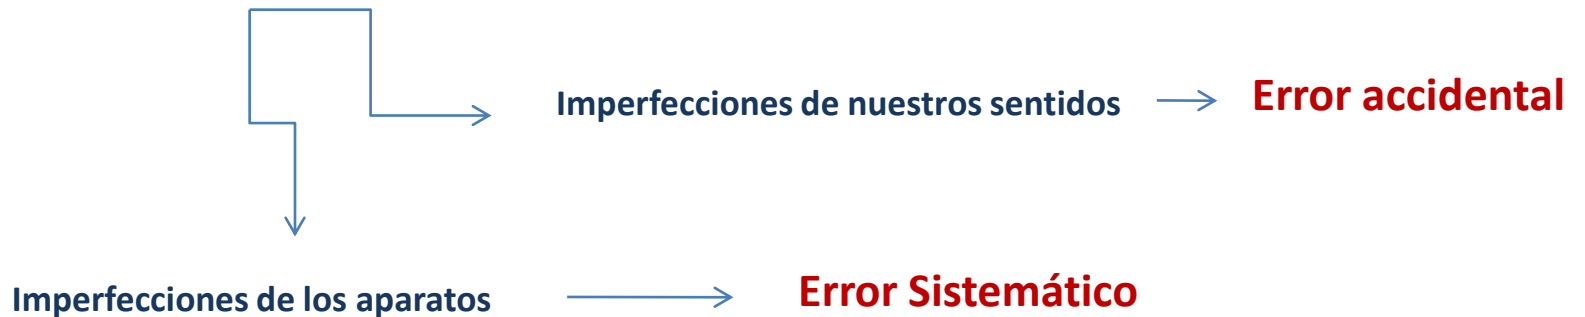 Imperfecciones de nuestros sentidos
Error accidental
Imperfecciones de los aparatos
Error Sistemático